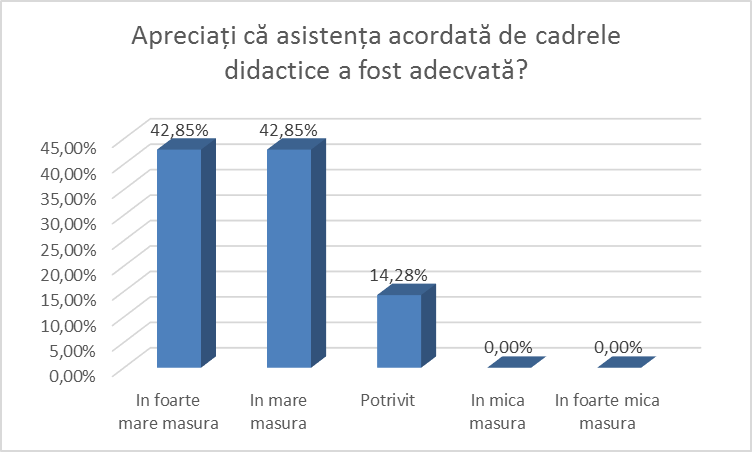 Apreciați că asistența acordată de cadrele
didactice a fost adecvată?
42,85%
42,85%
14,28%
0,00%
0,00%
45,00%
40,00%
35,00%
30,00%
25,00%
20,00%
15,00%
10,00%
5,00%
0,00%
In foarte
mare masura
In mare
masura
Potrivit
In mica
masura
In foarte mica
masura